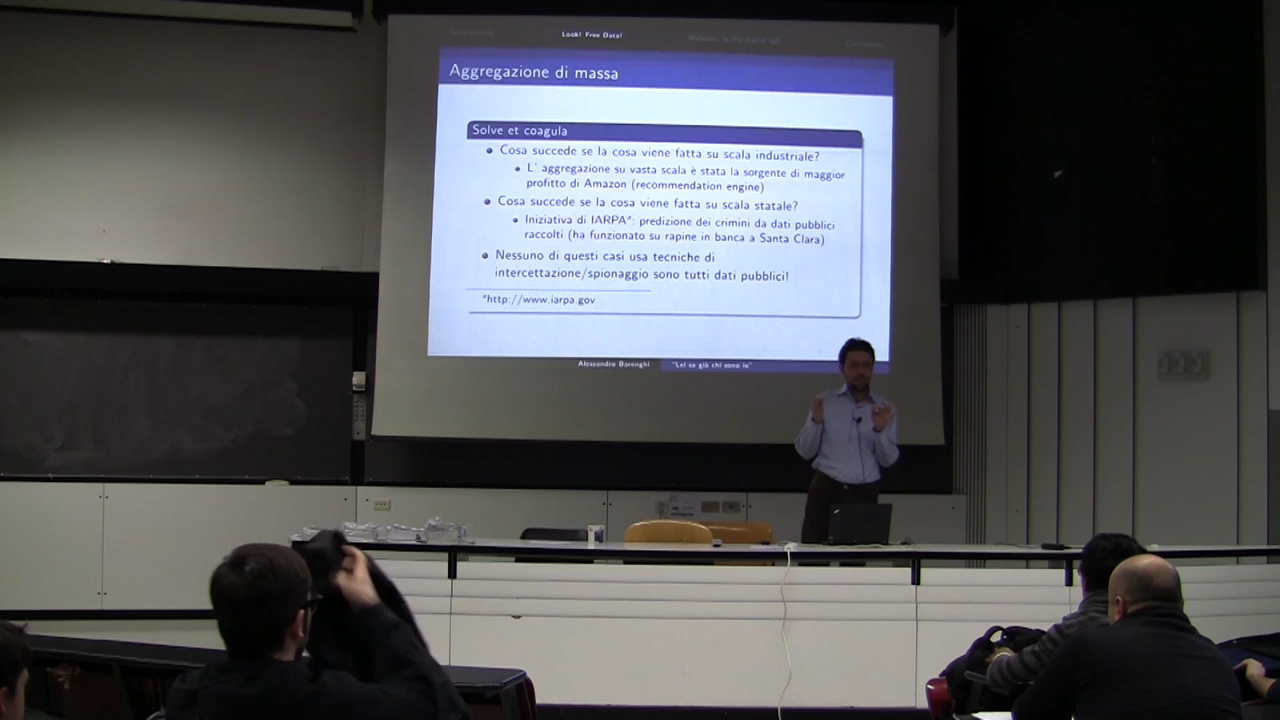 Look! Free Data!
Aggregazione di massa
Solve et coagula
Cosa succede se la cosa viene fatta su scala industriale?
L' aggregazione su vasta scala è stata la sorgente di maggior
profitto di Amazon (recommendation engine)
Cosa succede se la cosa viene fatta su scala statale?
Iniziativa di IARPAª: predizione dei crimini da dati pubblici
raccolti (ha funzionato su rapine in banca a Santa Clara)
Nessuno di questi casi usa tecniche di
intercettazione/spionaggio sono tutti dati pubblici!
ªhttp://www.iarpa.gov
Alessandro Barenghi "Lei sa già chi sono io"